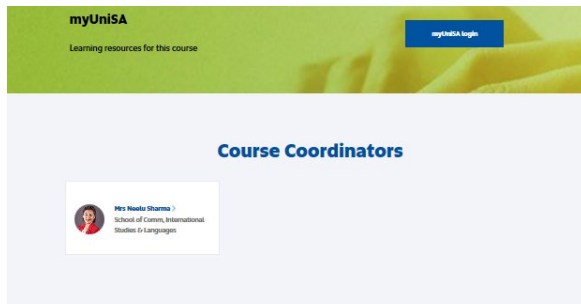 myUniSA
Learning resources for this course
myUniSA login
Course Coordinators
Mrs Neelu Sharma >
School of Comm, International
Studies & Languages